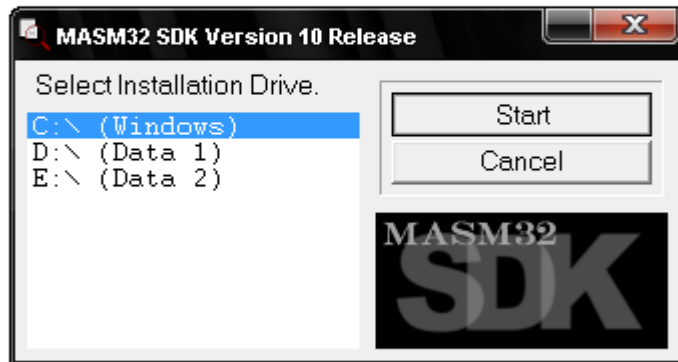 MASM32 SDK Version 10 Release
Select Installation Drive.
C:\ (Windows)
D:\ (Data 1)
E:\ (Data 2)
Start
Cancel
MASM32
SDK